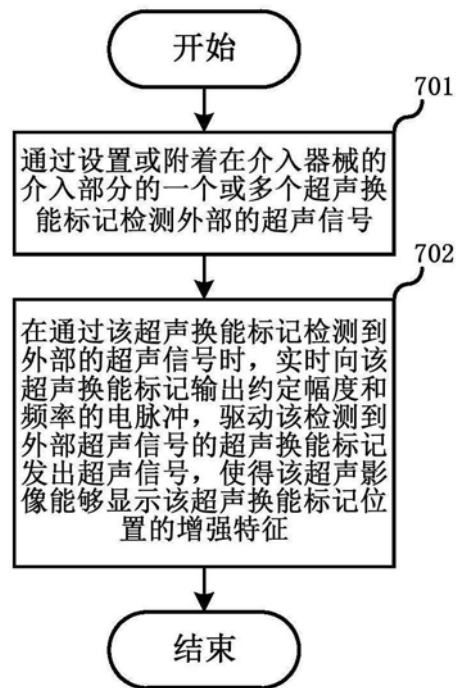 开始
701
通过设置或附着在介入器械的
介入部分的一个或多个超声换
能标记检测外部的超声信号
702
在通过该超声换能标记检测到
外部的超声信号时，实时向该
超声换能标记输出约定幅度和
频率的电脉冲，驱动该检测到
外部超声信号的超声换能标记
发出超声信号，使得该超声影
像能够显示该超声换能标记位
置的增强特征
结束